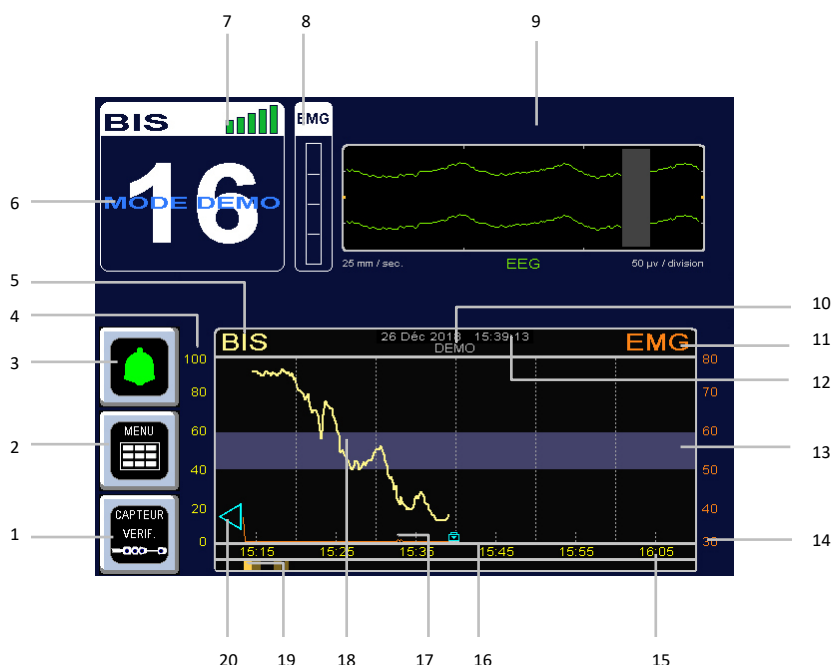 7 8 9
BIS EMG
16
MODE DEMO
6
25 mm / sec. EEG 50 µv / division
5
4
3
2
1
MENU
CAPTEUR
VERIF.
BIS 26 Déc 2018 15:39:13 EMG
DEMO
100 80
80 70
60 60
40 50
20 40
0 30
15:15 15:25 15:35 15:45 15:55 16:05
10
11
12
13
14
20 19 18 17 16 15